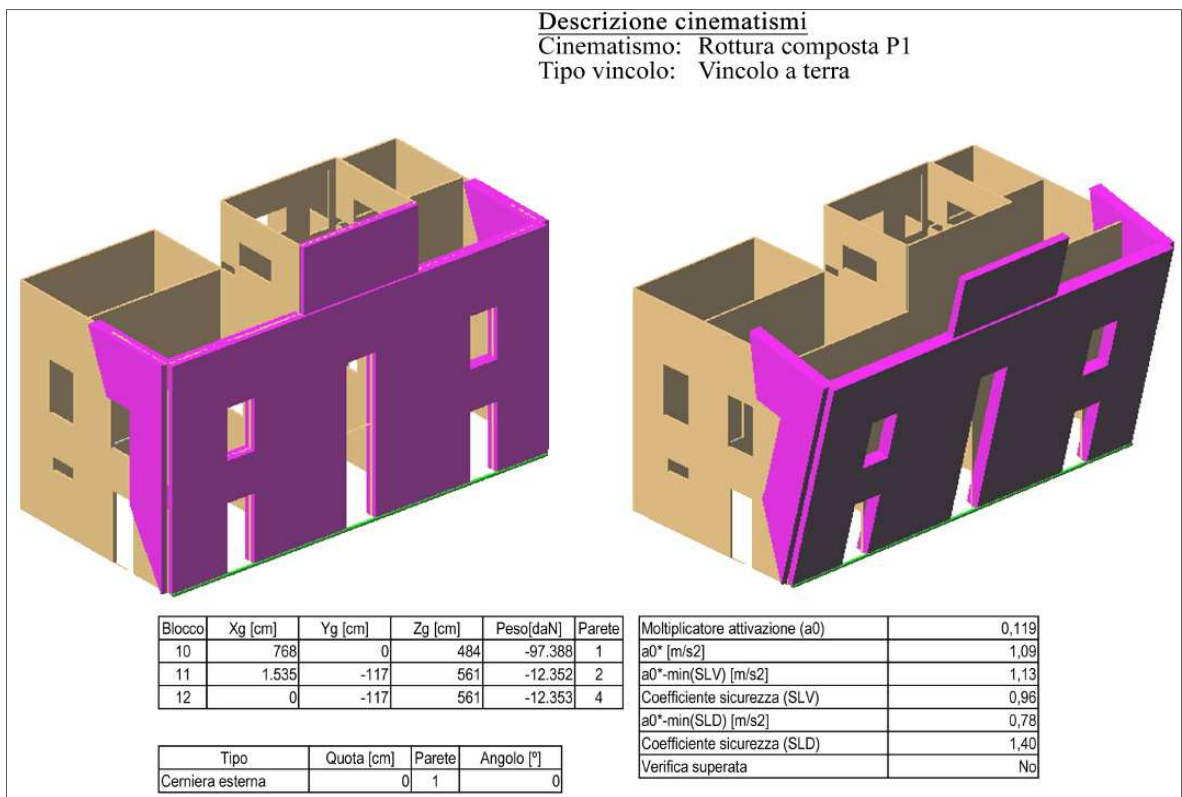 Descrizione cinematismi
Cinematismo: Rottura composta P1
Tipo vincolo: Vincolo a terra
Blocco Xg [cm] Yg [cm] Zg [cm] Peso[daN] Parete
10 768 0 484 -97.388 1
11 1.535 -117 561 -12.352 2
12 0 -117 561 -12.353 4
Tipo Quota [cm] Parete Angolo [º]
Cerniera esterna 0 1 0
Moltiplicatore attivazione (a0) 0,119
a0* [m/s2] 1,09
a0*-min(SLV) [m/s2] 1,13
Coefficiente sicurezza (SLV) 0,96
a0*-min(SLD) [m/s2] 0,78
Coefficiente sicurezza (SLD) 1,40
Verifica superata No